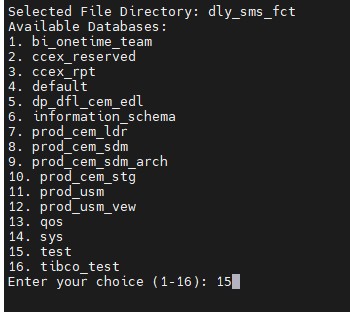 Selected File Directory: dly_sms_fct
Available Databases:
1. bi_onetime_team
2. ccex_reserved
3. ccex_rpt
4. default
5. dp_dfl_cem_edl
6. information_schema
7. prod_cem_ldr
8. prod_cem_sdm
9. prod_cem_sdm_arch
10. prod_cem_stg
11. prod_usm
12. prod_usm_vew
13. qos
14. sys
15. test
16. tibco_test
Enter your choice (1-16): 15